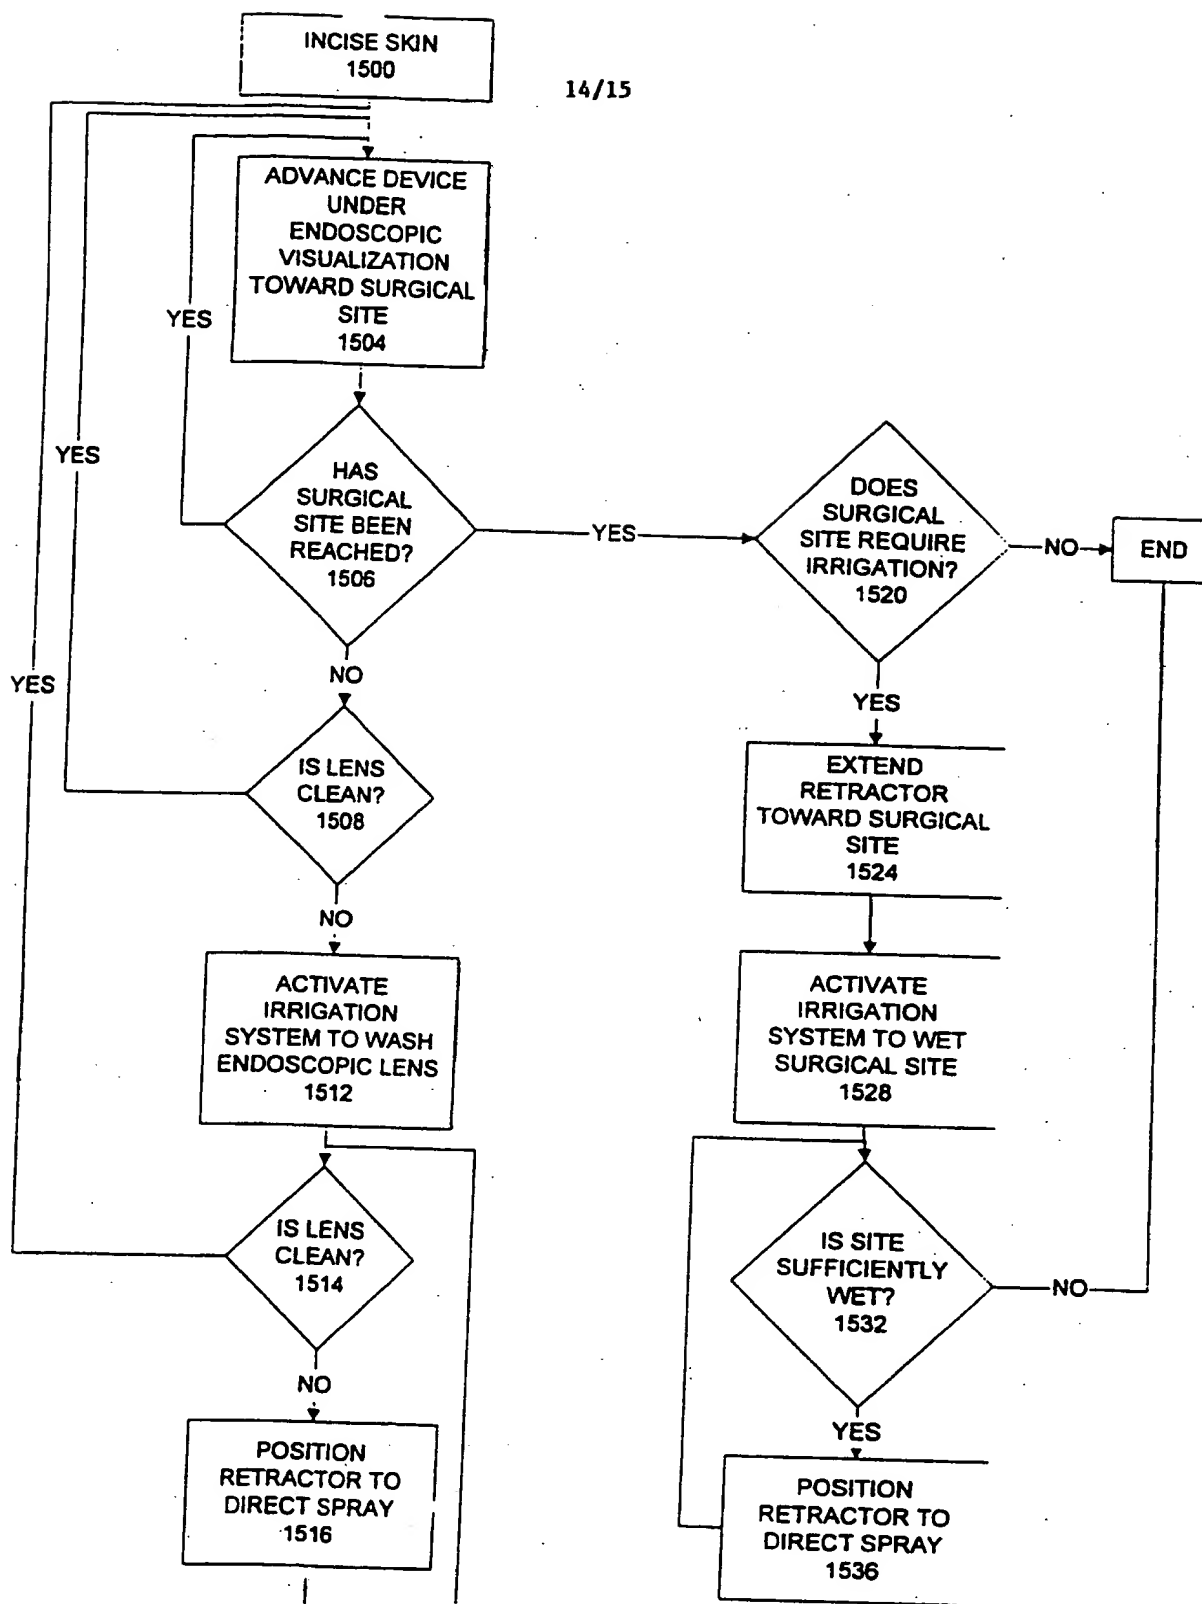 INCISE SKIN
1500
14/15
ADVANCE DEVICE
UNDER
ENDOSCOPIC
VISUALIZATION
TOWARD SURGICAL
SITE
1504
YES
YES
YES
HAS
SURGICAL
SITE BEEN
REACHED?
1506
YES
DOES
SURGICAL
SITE REQUIRE
IRRIGATION?
1520
NO
END
NO
YES
IS LENS
CLEAN?
1508
EXTEND
RETRACTOR
TOWARD SURGICAL
SITE
1524
NO
ACTIVATE
IRRIGATION
SYSTEM TO WASH
ENDOSCOPIC LENS
1512
ACTIVATE
IRRIGATION
SYSTEM TO WET
SURGICAL SITE
1528
IS LENS
CLEAN?
1514
IS SITE
SUFFICIENTLY
WET?
1532
NO
NO
YES
POSITION
RETRACTOR TO
DIRECT SPRAY
1516
POSITION
RETRACTOR TO
DIRECT SPRAY
1536